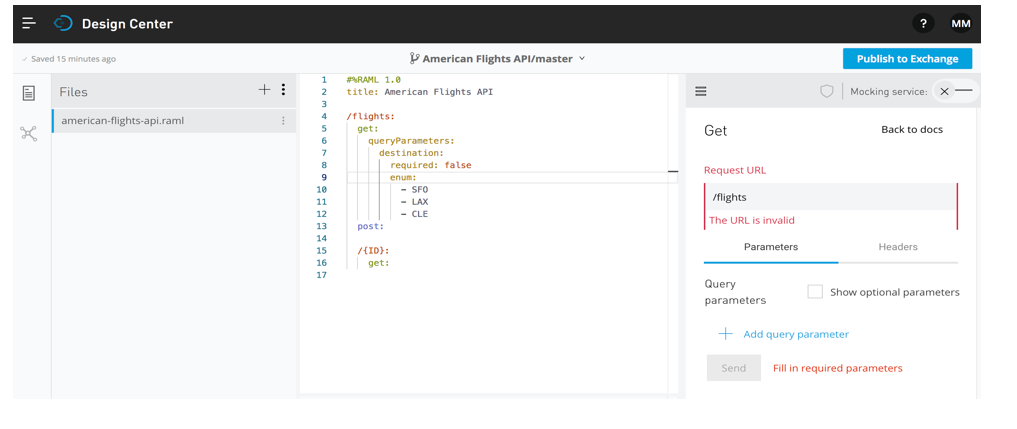 Design Center
?
MM
✓ Saved 15 minutes ago
American Flights API/master
Publish to Exchange
Files
american-flights-api.raml
1 #%RAML 1.0
2 title: American Flights API
3
4 /flights:
5 get:
6 queryParameters:
7 destination:
8 required: false
9 enum:
10 - SFO
11 - LAX
12 - CLE
13 post:
14
15 /{ID}:
16 get:
17
Mocking service:
Get
Back to docs
Request URL
/flights
The URL is invalid
Parameters
Headers
Query
parameters
Show optional parameters
Add query parameter
Send
Fill in required parameters